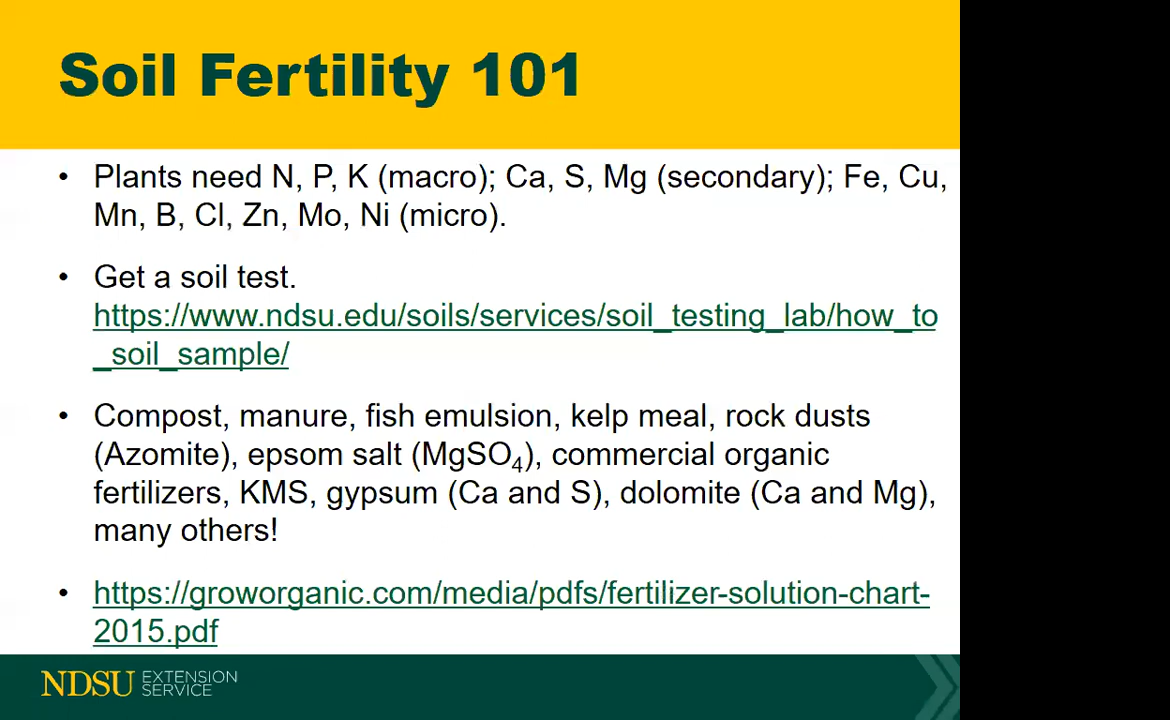 Soil Fertility 101
• Plants need N, P, K (macro); Ca, S, Mg (secondary); Fe, Cu,
Mn, B, Cl, Zn, Mo, Ni (micro).
• Get a soil test.
https://www.ndsu.edu/soils/services/soil_testing_lab/how_to
_soil_sample/
• Compost, manure, fish emulsion, kelp meal, rock dusts
(Azomite), epsom salt (MgSO₄), commercial organic
fertilizers, KMS, gypsum (Ca and S), dolomite (Ca and Mg),
many others!
• https://groworganic.com/media/pdfs/fertilizer-solution-chart-
2015.pdf
NDSU EXTENSION
SERVICE